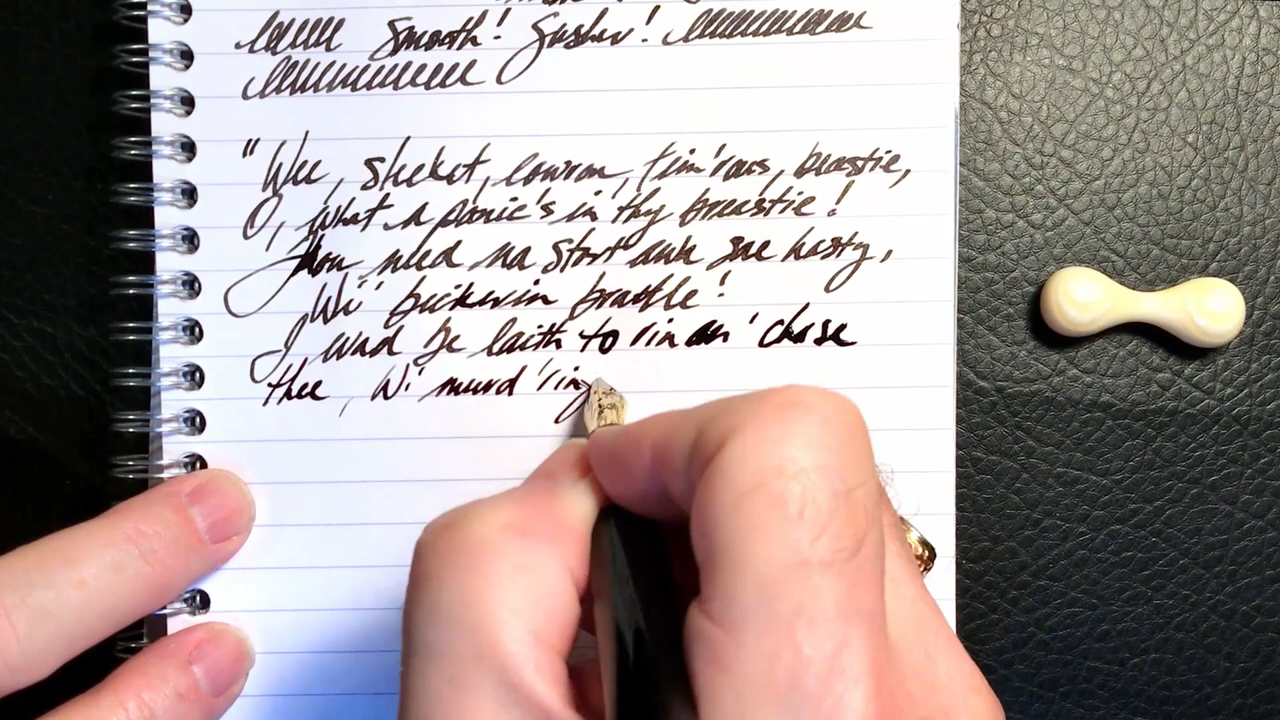 Smooth! Gusher!
"Wee, sleeket, cowran, tim'rous, beastie,
O, what a panic's in thy breastie!
Thou need na start awa sae hasty,
Wi' bickerin brattle!
I, wad be laith to rin an' chase
thee, Wi' murd'ring